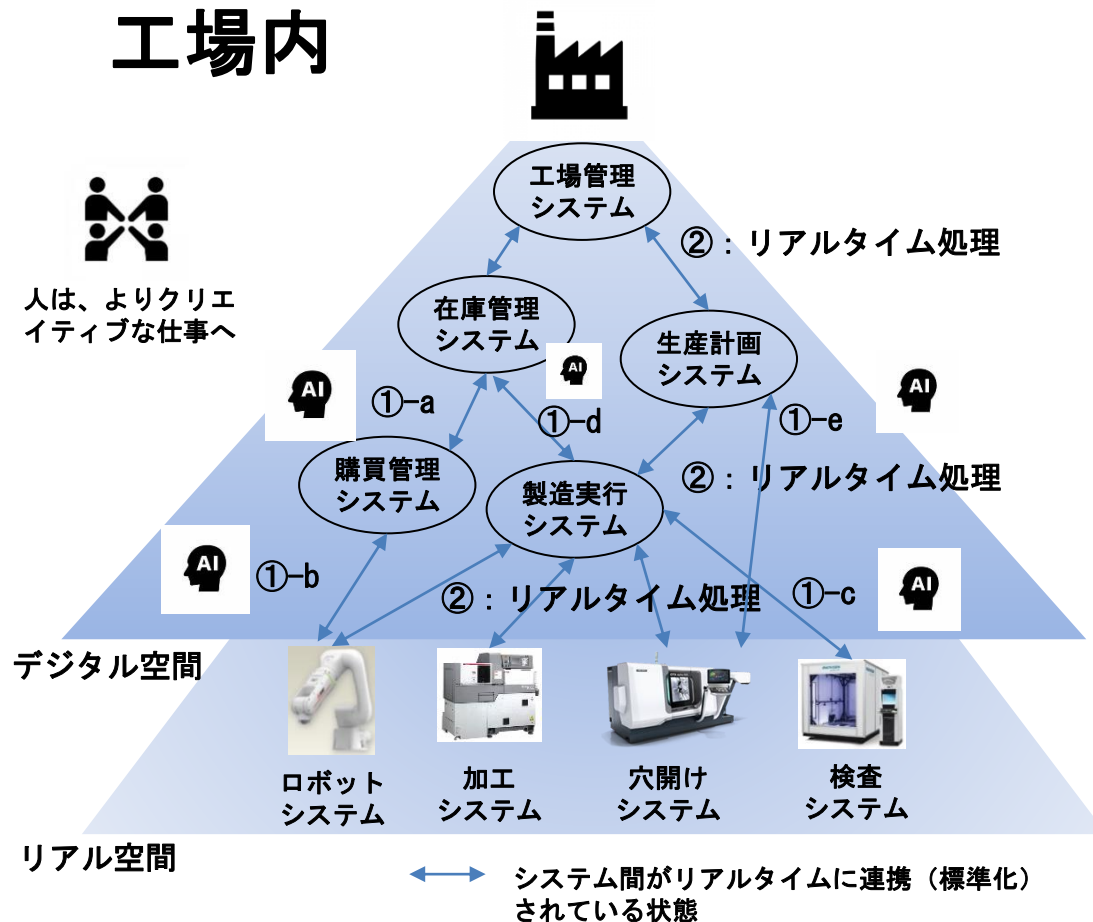 工場内
工場管理
システム
②：リアルタイム処理
人は、よりクリエ
イティブな仕事へ
在庫管理
システム
生産計画
システム
AI
AI
AI
①-a
①-d
①-e
購買管理
システム
②：リアルタイム処理
製造実行
システム
AI
①-b
②：リアルタイム処理
①-c
AI
デジタル空間
ロボット
システム
加工
システム
穴開け
システム
検査
システム
リアル空間
システム間がリアルタイムに連携（標準化）
されている状態